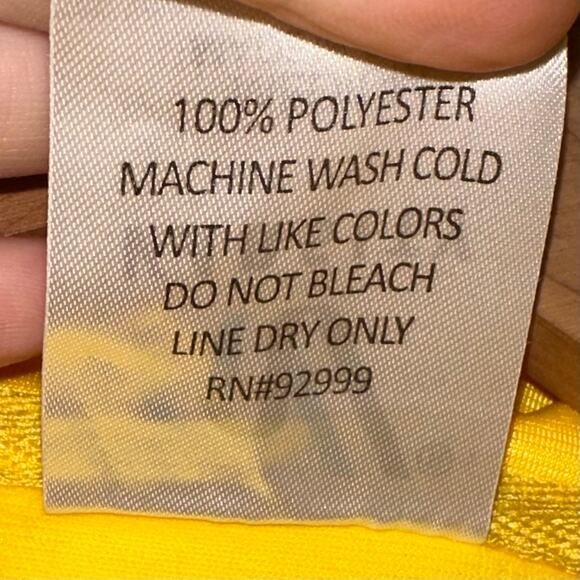 100% POLYESTER
MACHINE WASH COLD
WITH LIKE COLORS
DO NOT BLEACH
LINE DRY ONLY
RN#92999